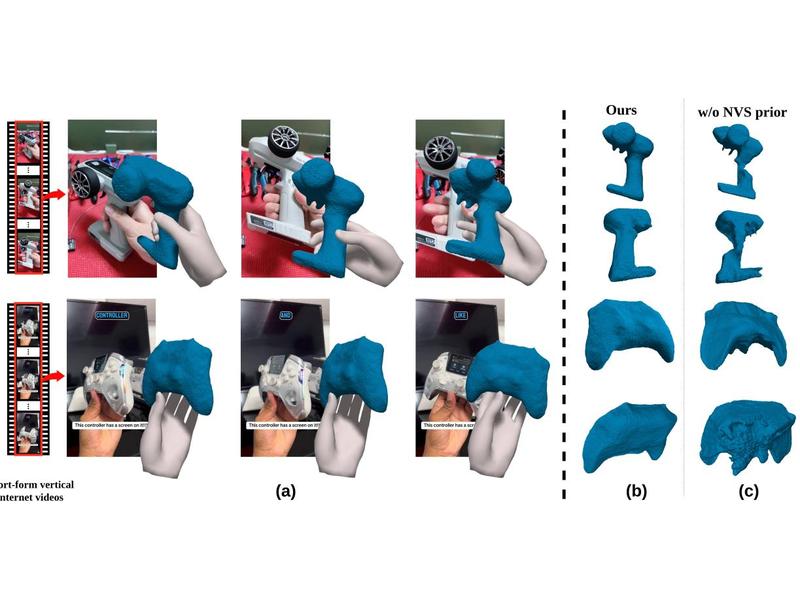 Ours
w/o NVS prior
CONTROLLER
AND
LIKE
This controller has a screen on it!!
This controller has a screen on it!!
This controller has a scre
ort-form vertical
nternet videos
(a)
(b)
(c)